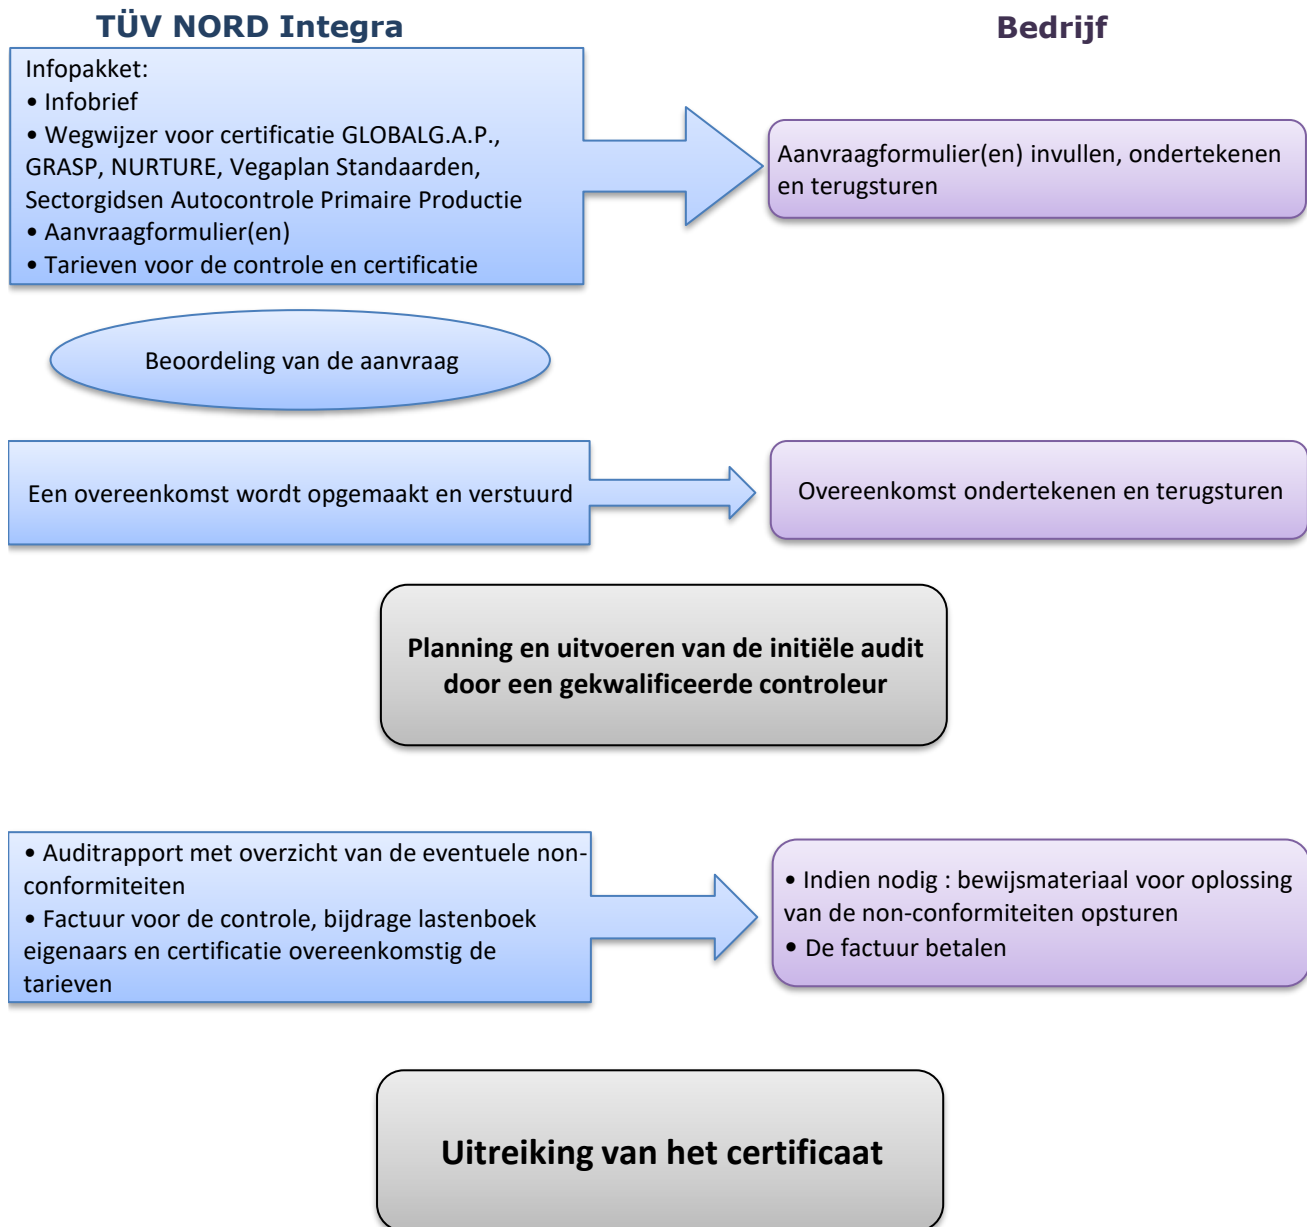 TÜV NORD Integra
Bedrijf
Infopakket:
• Infobrief
• Wegwijzer voor certificatie GLOBALG.A.P.,
GRASP, NURTURE, Vegaplan Standaarden,
Sectorgidsen Autocontrole Primaire Productie
• Aanvraagformulier(en)
• Tarieven voor de controle en certificatie
Aanvraagformulier(en) invullen, ondertekenen
en terugsturen
Beoordeling van de aanvraag
Een overeenkomst wordt opgemaakt en verstuurd
Overeenkomst ondertekenen en terugsturen
Planning en uitvoeren van de initiële audit
door een gekwalificeerde controleur
• Auditrapport met overzicht van de eventuele non-
conformiteiten
• Factuur voor de controle, bijdrage lastenboek
eigenaars en certificatie overeenkomstig de
tarieven
• Indien nodig : bewijsmateriaal voor oplossing
van de non-conformiteiten opsturen
• De factuur betalen
Uitreiking van het certificaat